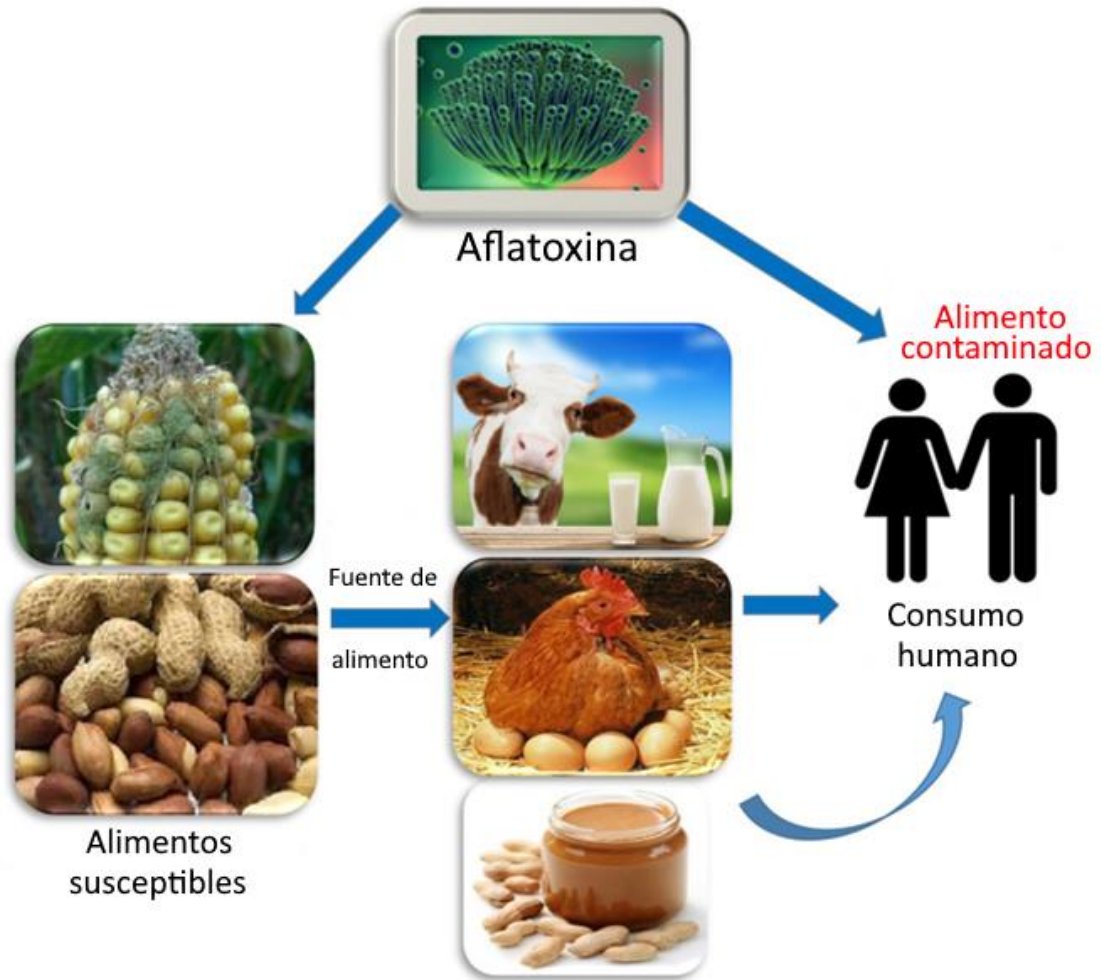 Aflatoxina
Alimento
contaminado
Fuente de
alimento
Consumo
humano
Alimentos
susceptibles